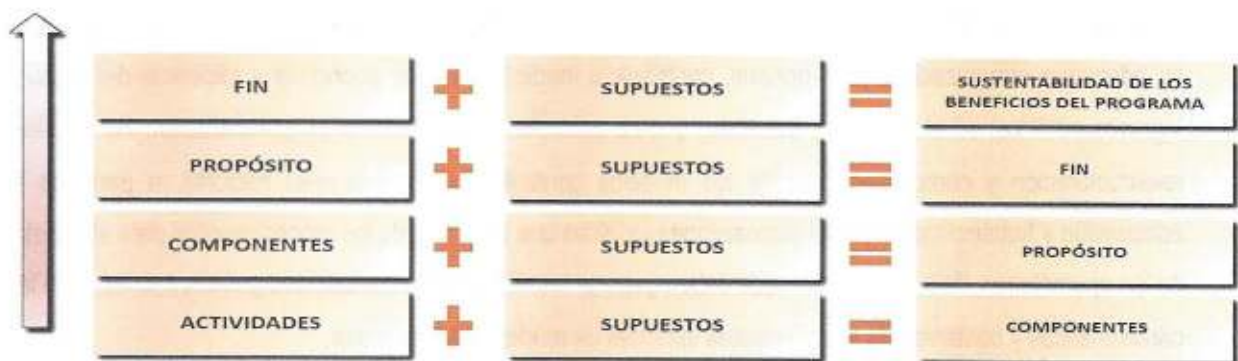 FIN + SUPUESTOS = SUSTENTABILIDAD DE LOS
BENEFICIOS DEL PROGRAMA
PROPÓSITO + SUPUESTOS = FIN
COMPONENTES + SUPUESTOS = PROPÓSITO
ACTIVIDADES + SUPUESTOS = COMPONENTES